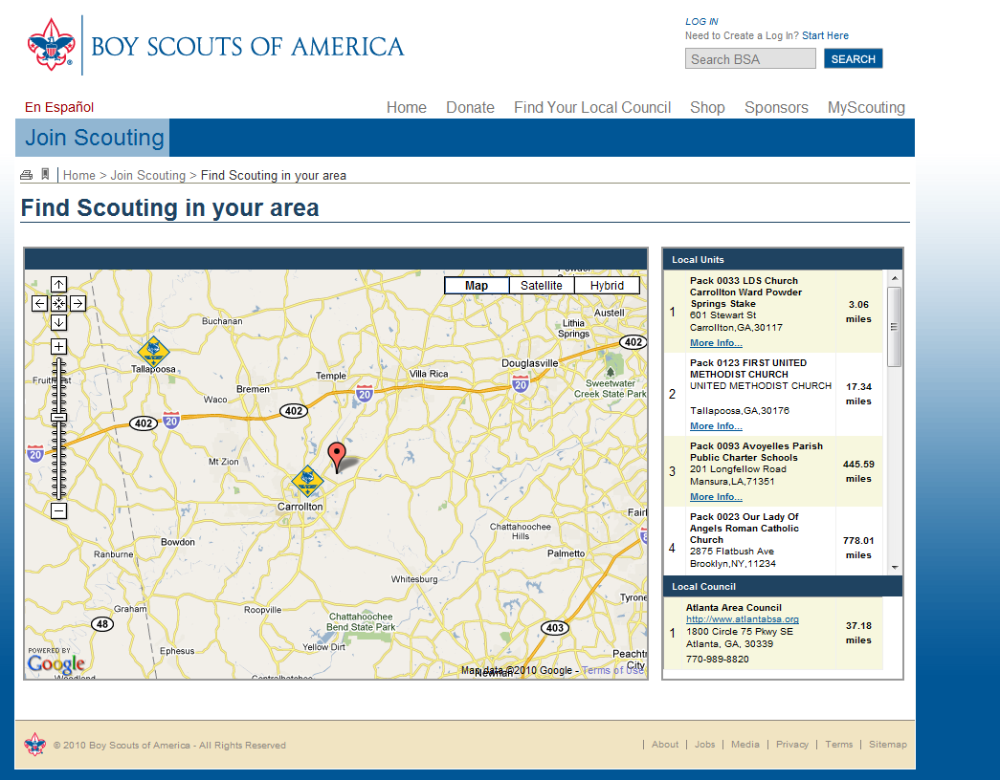 BOY SCOUTS OF AMERICA
LOG IN
Need to Create a Log In? Start Here
Search BSA
SEARCH
En Español
Home
Donate
Find Your Local Council
Shop
Sponsors
MyScouting
Join Scouting
Home > Join Scouting > Find Scouting in your area
Find Scouting in your area
Map
Satellite
Hybrid
Austell
Buchanan
Lithia
Springs
402
Tallapoosa
Douglasville
Temple
Villa Rica
Sweetwater
Creek State Park
Bremen
20
20
Waco
402
402
20
20
Mt Zion
Carrollton
Chattahoochee
Hills
Bowdon
Palmetto
Ranburne
Whitesburg
Graham
Roopville
48
Chattahoochee
Bend State Park
403
Yellow Dirt
Ephesus
City
POWERED BY
Google
Newnan
Map data ©2010 Google - Terms of Use
Local Units
1
Pack 0033 LDS Church
Carrollton Ward Powder
Springs Stake
601 Stewart St
Carrollton,GA,30117
More Info...
3.06
miles
2
Pack 0123 FIRST UNITED
METHODIST CHURCH
UNITED METHODIST CHURCH
Tallapoosa,GA,30176
More Info...
17.34
miles
3
Pack 0093 Avoyelles Parish
Public Charter Schools
201 Longfellow Road
Mansura,LA,71351
More Info...
445.59
miles
4
Pack 0023 Our Lady Of
Angels Roman Catholic
Church
2875 Flatbush Ave
Brooklyn,NY,11234
778.01
miles
Local Council
1
Atlanta Area Council
http://www.atlantabsa.org
1800 Circle 75 Pkwy SE
Atlanta, GA, 30339
770-989-8820
37.18
miles
© 2010 Boy Scouts of America - All Rights Reserved
| About | Jobs | Media | Privacy | Terms | Sitemap